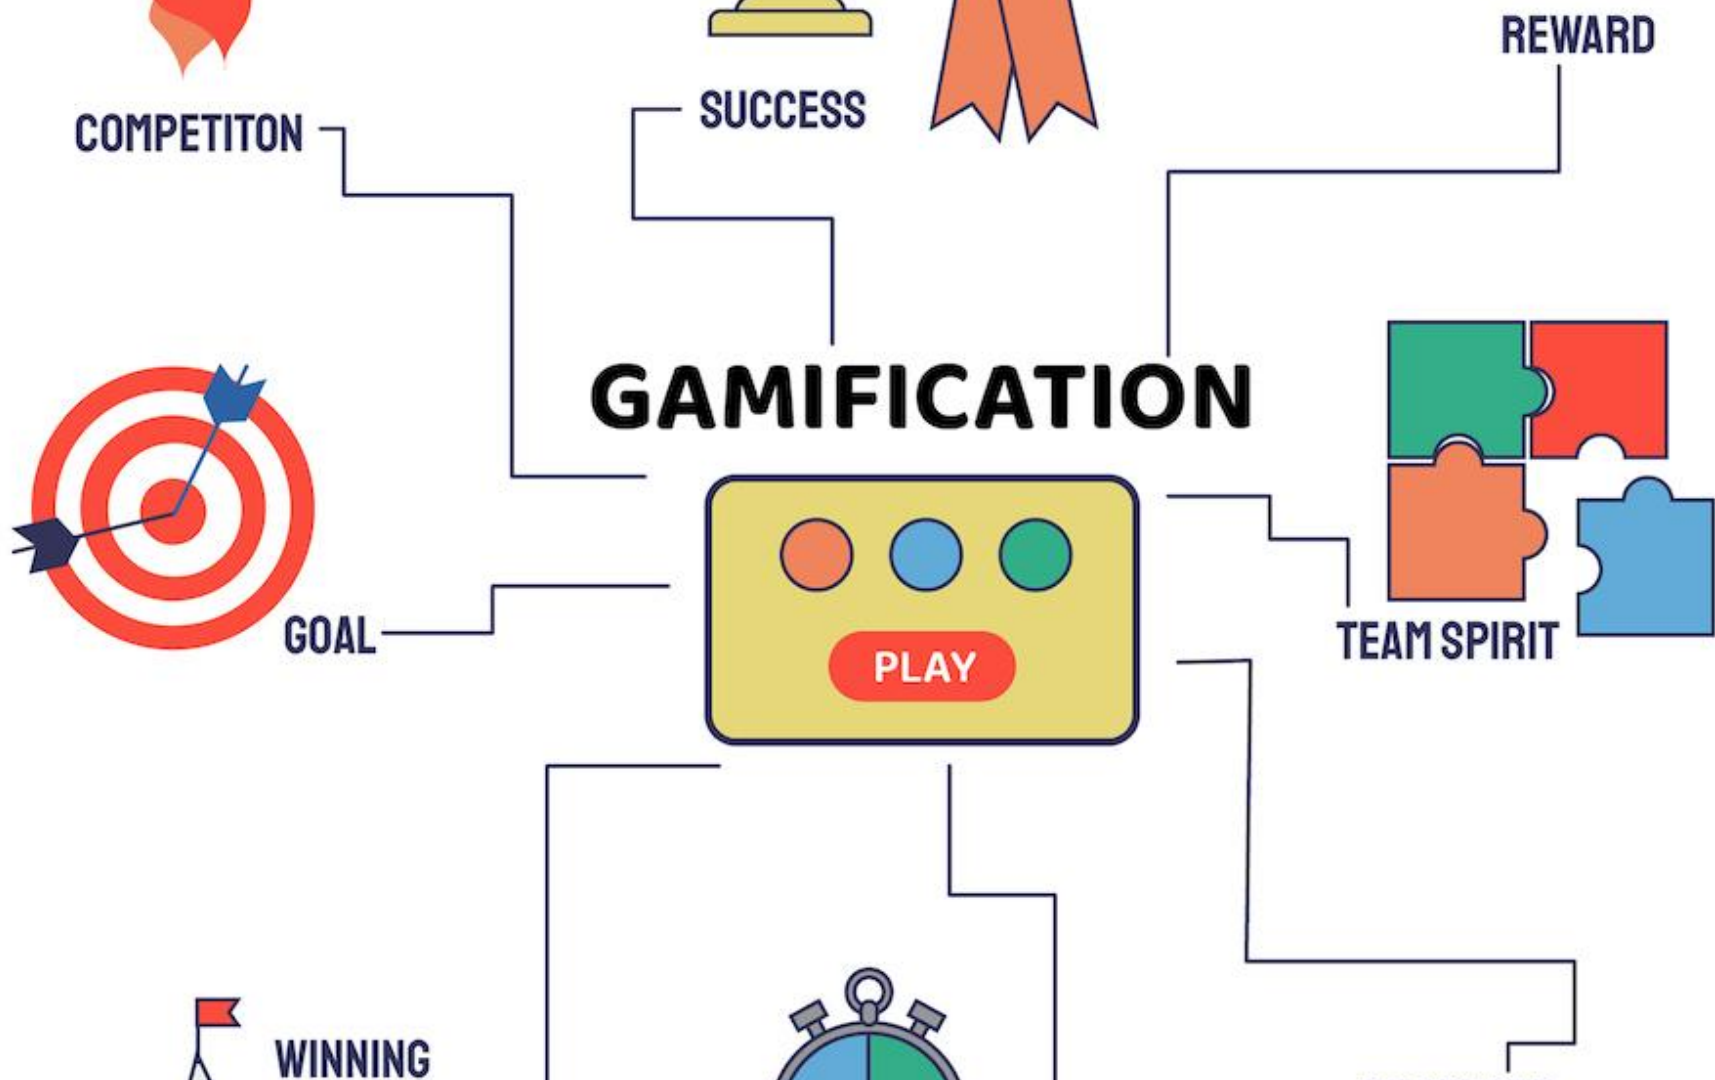 REWARD
SUCCESS
COMPETITON
GAMIFICATION
GOAL
TEAM SPIRIT
PLAY
WINNING